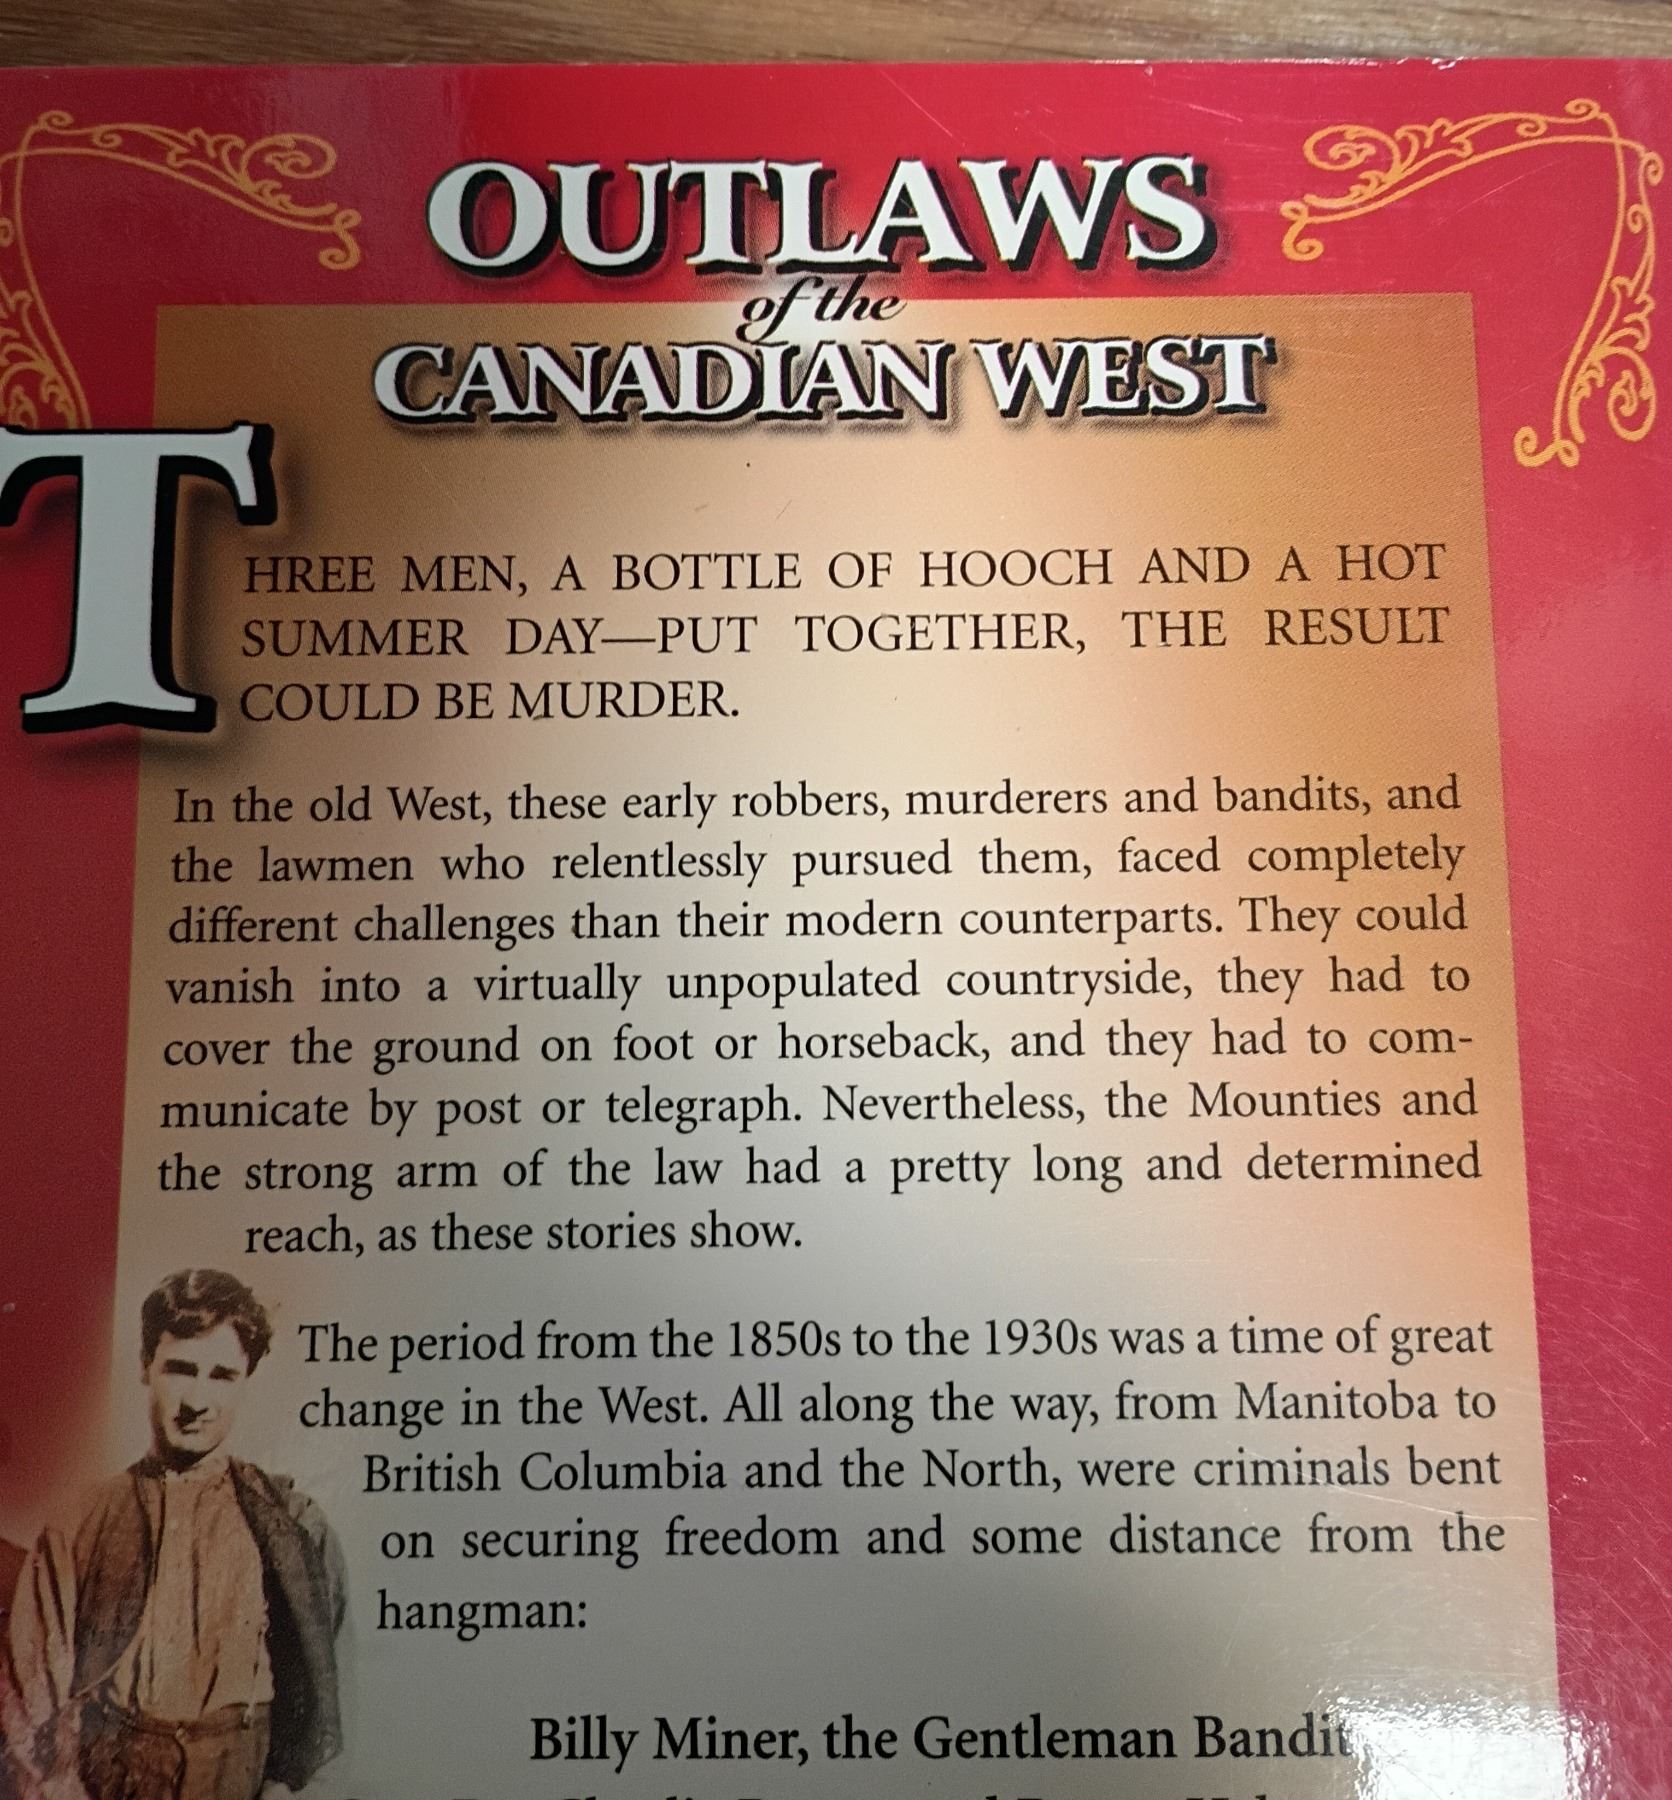 OUTLAWS
of the
CANADIAN WEST
THREE MEN, A BOTTLE OF HOOCH AND A HOT
SUMMER DAY—PUT TOGETHER, THE RESULT
COULD BE MURDER.
In the old West, these early robbers, murderers and bandits, and
the lawmen who relentlessly pursued them, faced completely
different challenges than their modern counterparts. They could
vanish into a virtually unpopulated countryside, they had to
cover the ground on foot or horseback, and they had to com-
municate by post or telegraph. Nevertheless, the Mounties and
the strong arm of the law had a pretty long and determined
reach, as these stories show.
The period from the 1850s to the 1930s was a time of great
change in the West. All along the way, from Manitoba to
British Columbia and the North, were criminals bent
on securing freedom and some distance from the
hangman:
Billy Miner, the Gentleman Bandit